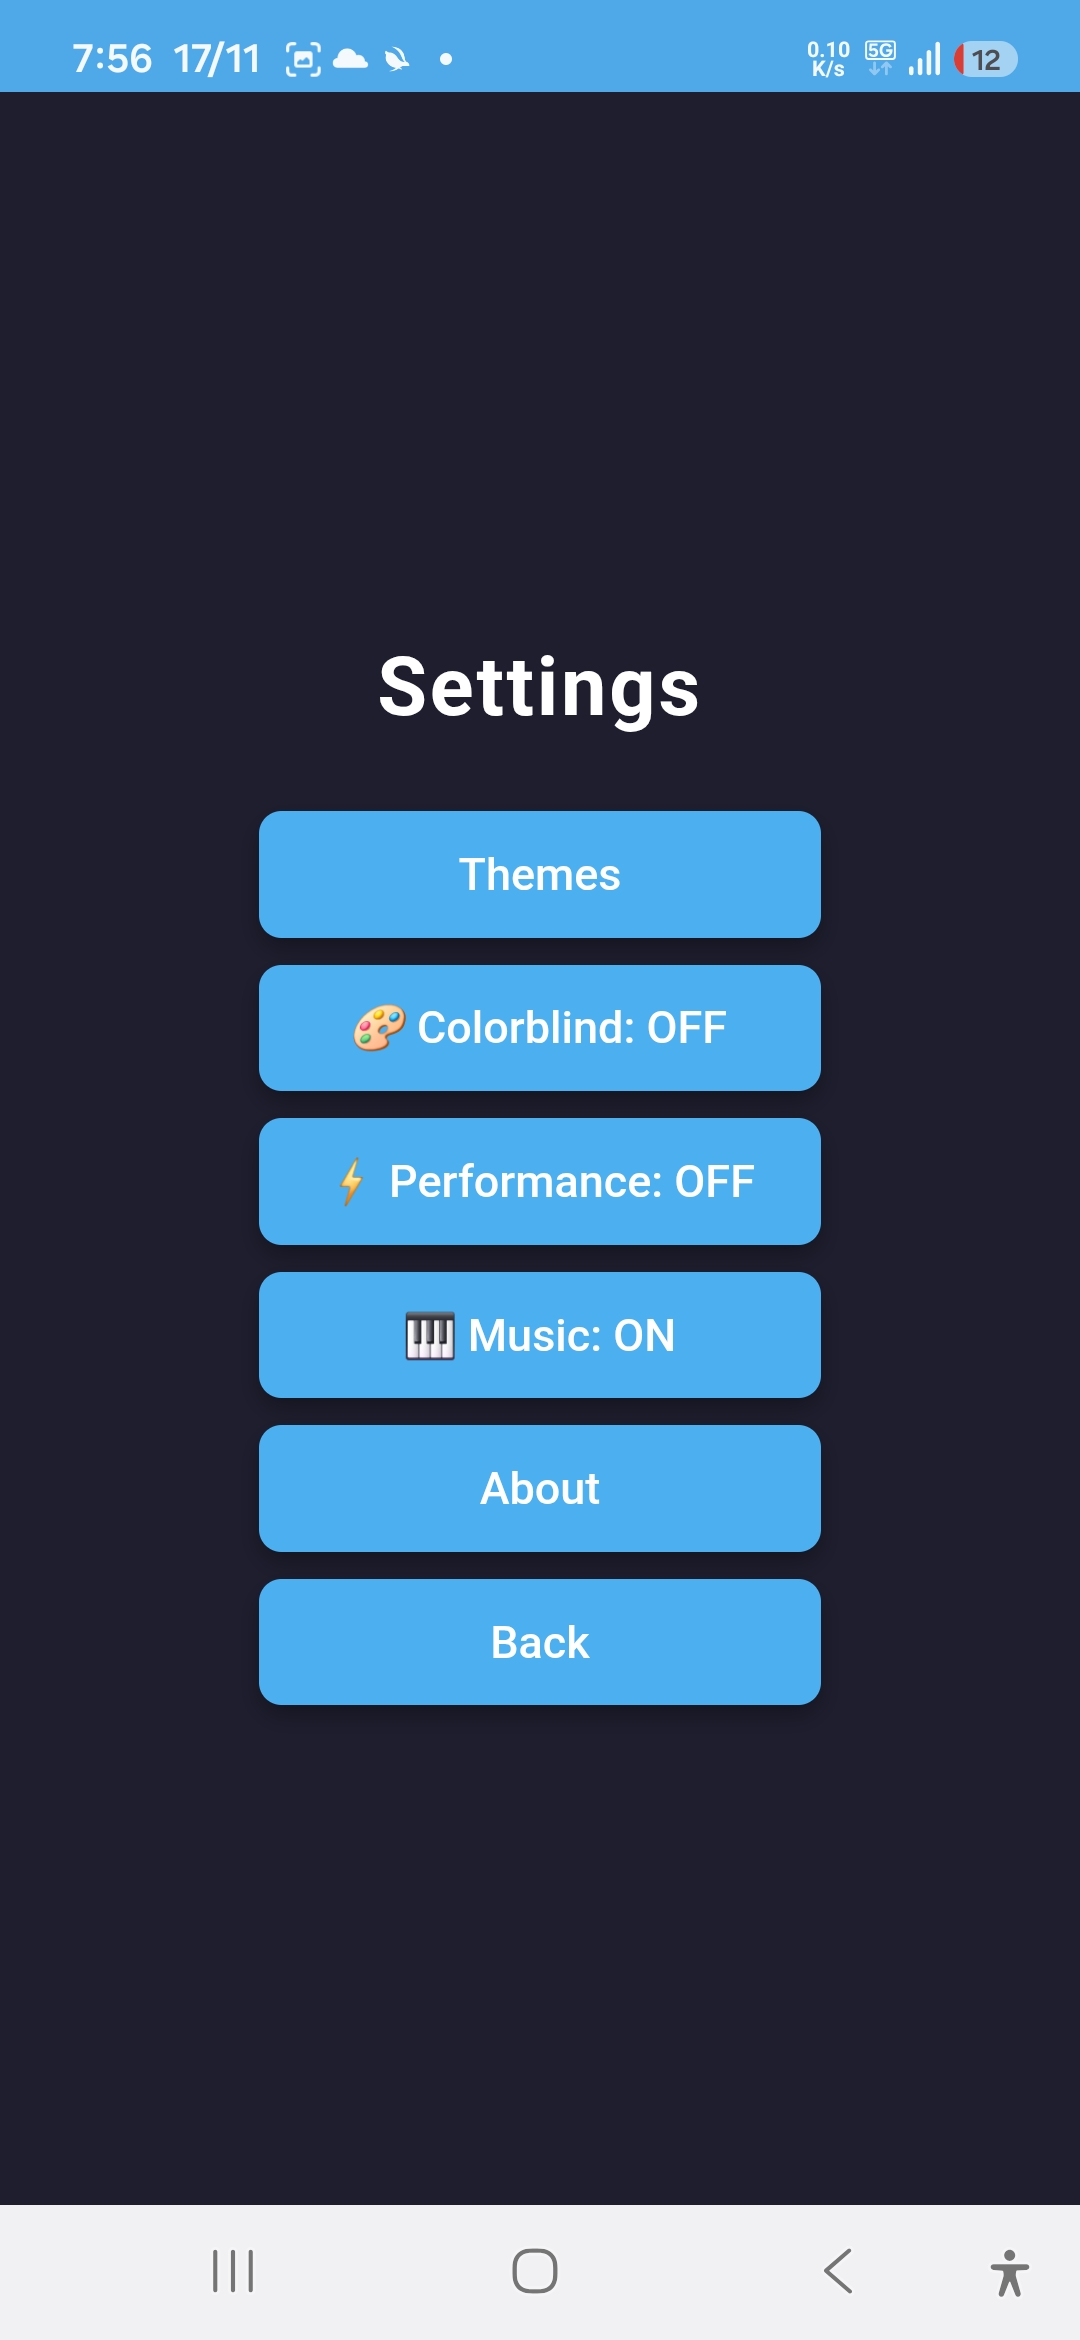 7:56 17/11 0.10 K/s 5G 12
Settings
Themes
🎨 Colorblind: OFF
⚡ Performance: OFF
🎹 Music: ON
About
Back